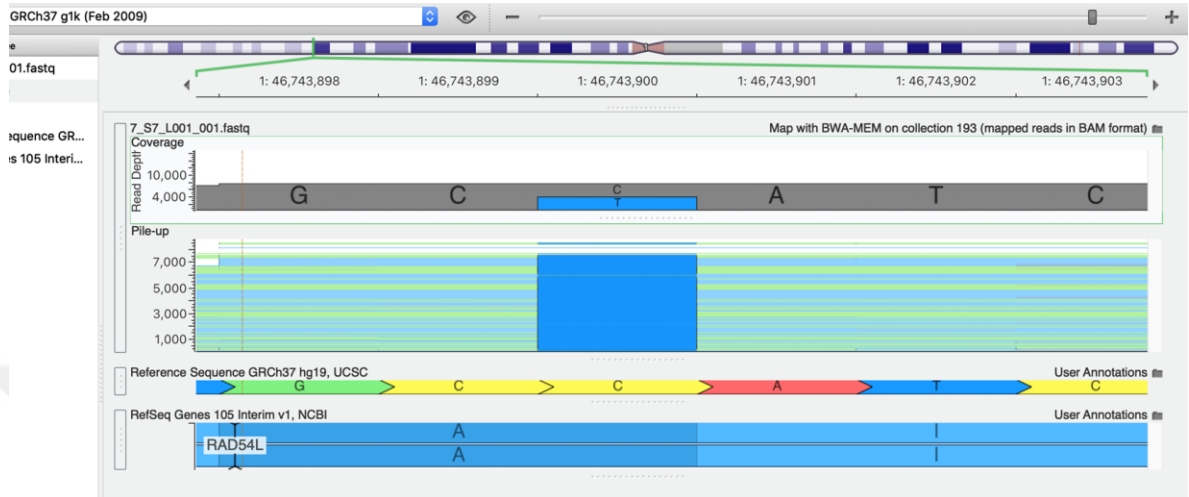 GRCh37 g1k (Feb 2009)
01.fastq
equence GR...
es 105 Interi...
1: 46,743,898 1: 46,743,899 1: 46,743,900 1: 46,743,901 1: 46,743,902 1: 46,743,903
7_S7_L001_001.fastq Map with BWA-MEM on collection 193 (mapped reads in BAM format)
Coverage
Read Depth
10,000
4,000
G C C A T C
T
Pile-up
7,000
5,000
3,000
1,000
Reference Sequence GRCh37 hg19, UCSC User Annotations
G C C A T C
RefSeq Genes 105 Interim v1, NCBI User Annotations
A I
RAD54L
A I